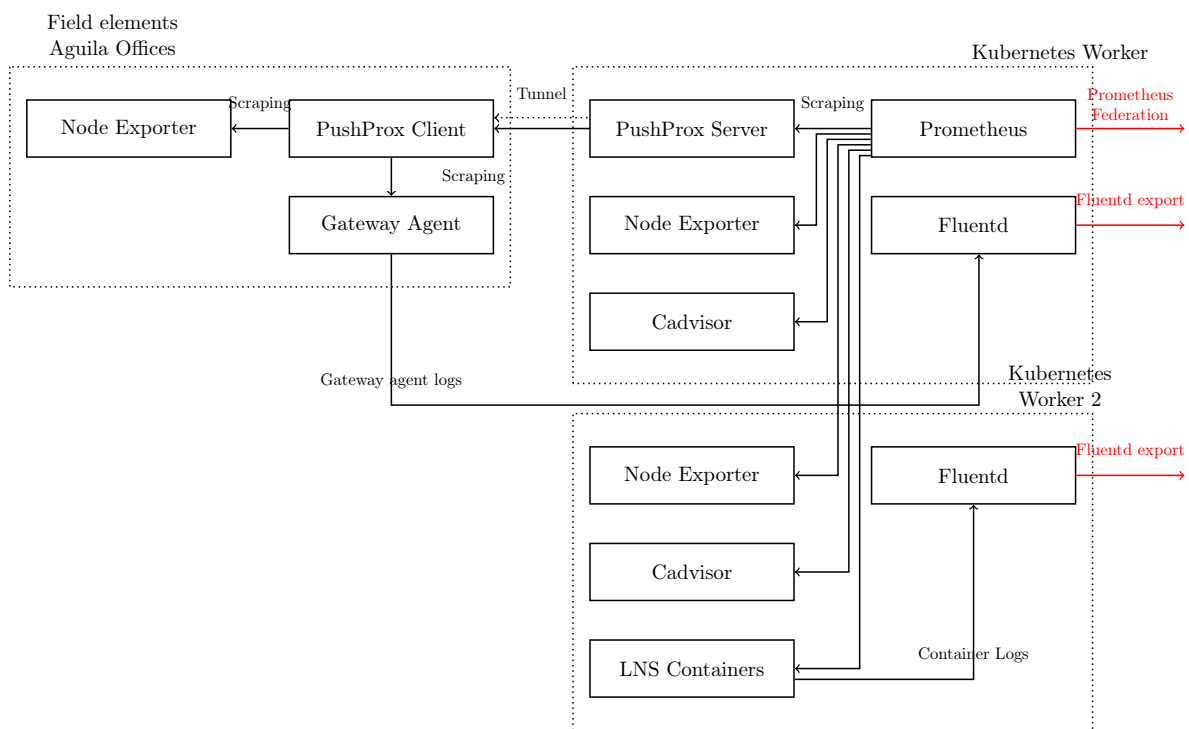 Field elements
Aguila Offices
Kubernetes Worker
Scraping
Tunnel
Scraping
Prometheus
Federation
Node Exporter
PushProx Client
PushProx Server
Prometheus
Scraping
Fluentd export
Gateway Agent
Node Exporter
Fluentd
Cadvisor
Gateway agent logs
Kubernetes
Worker 2
Fluentd export
Node Exporter
Fluentd
Cadvisor
Container Logs
LNS Containers